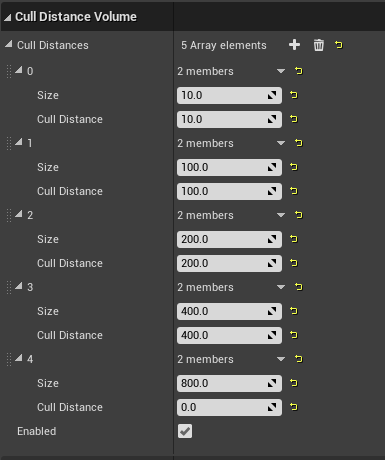 Cull Distance Volume
Cull Distances 5 Array elements
0 2 members
Size 10.0
Cull Distance 10.0
1 2 members
Size 100.0
Cull Distance 100.0
2 2 members
Size 200.0
Cull Distance 200.0
3 2 members
Size 400.0
Cull Distance 400.0
4 2 members
Size 800.0
Cull Distance 0.0
Enabled